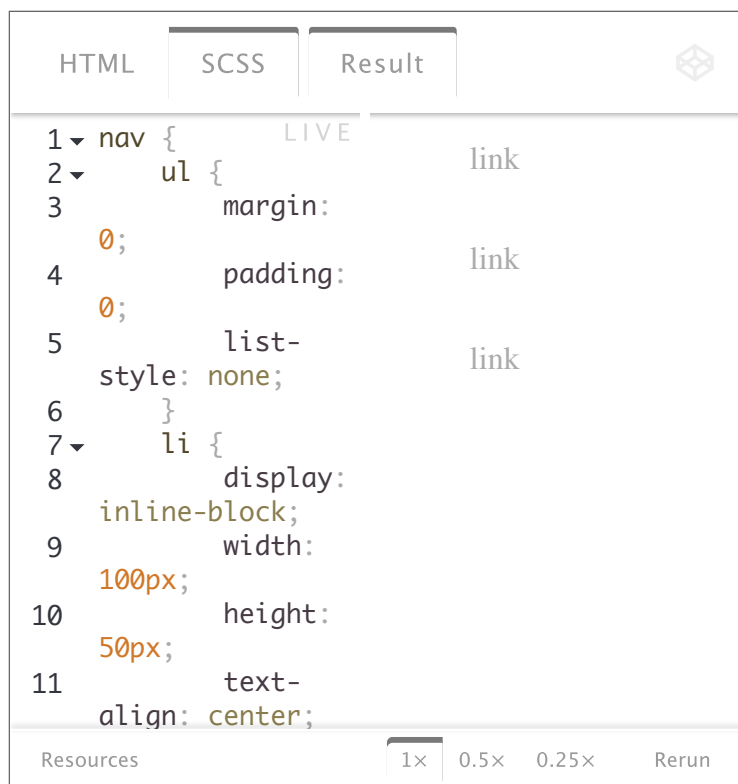 HTML SCSS Result
LIVE
1 nav {
2 ul {
3 margin:
0;
4 padding:
0;
5 list-
style: none;
6 }
7 li {
8 display:
inline-block;
9 width:
100px;
10 height:
50px;
11 text-
align: center;
link
link
link
Resources 1× 0.5× 0.25× Rerun